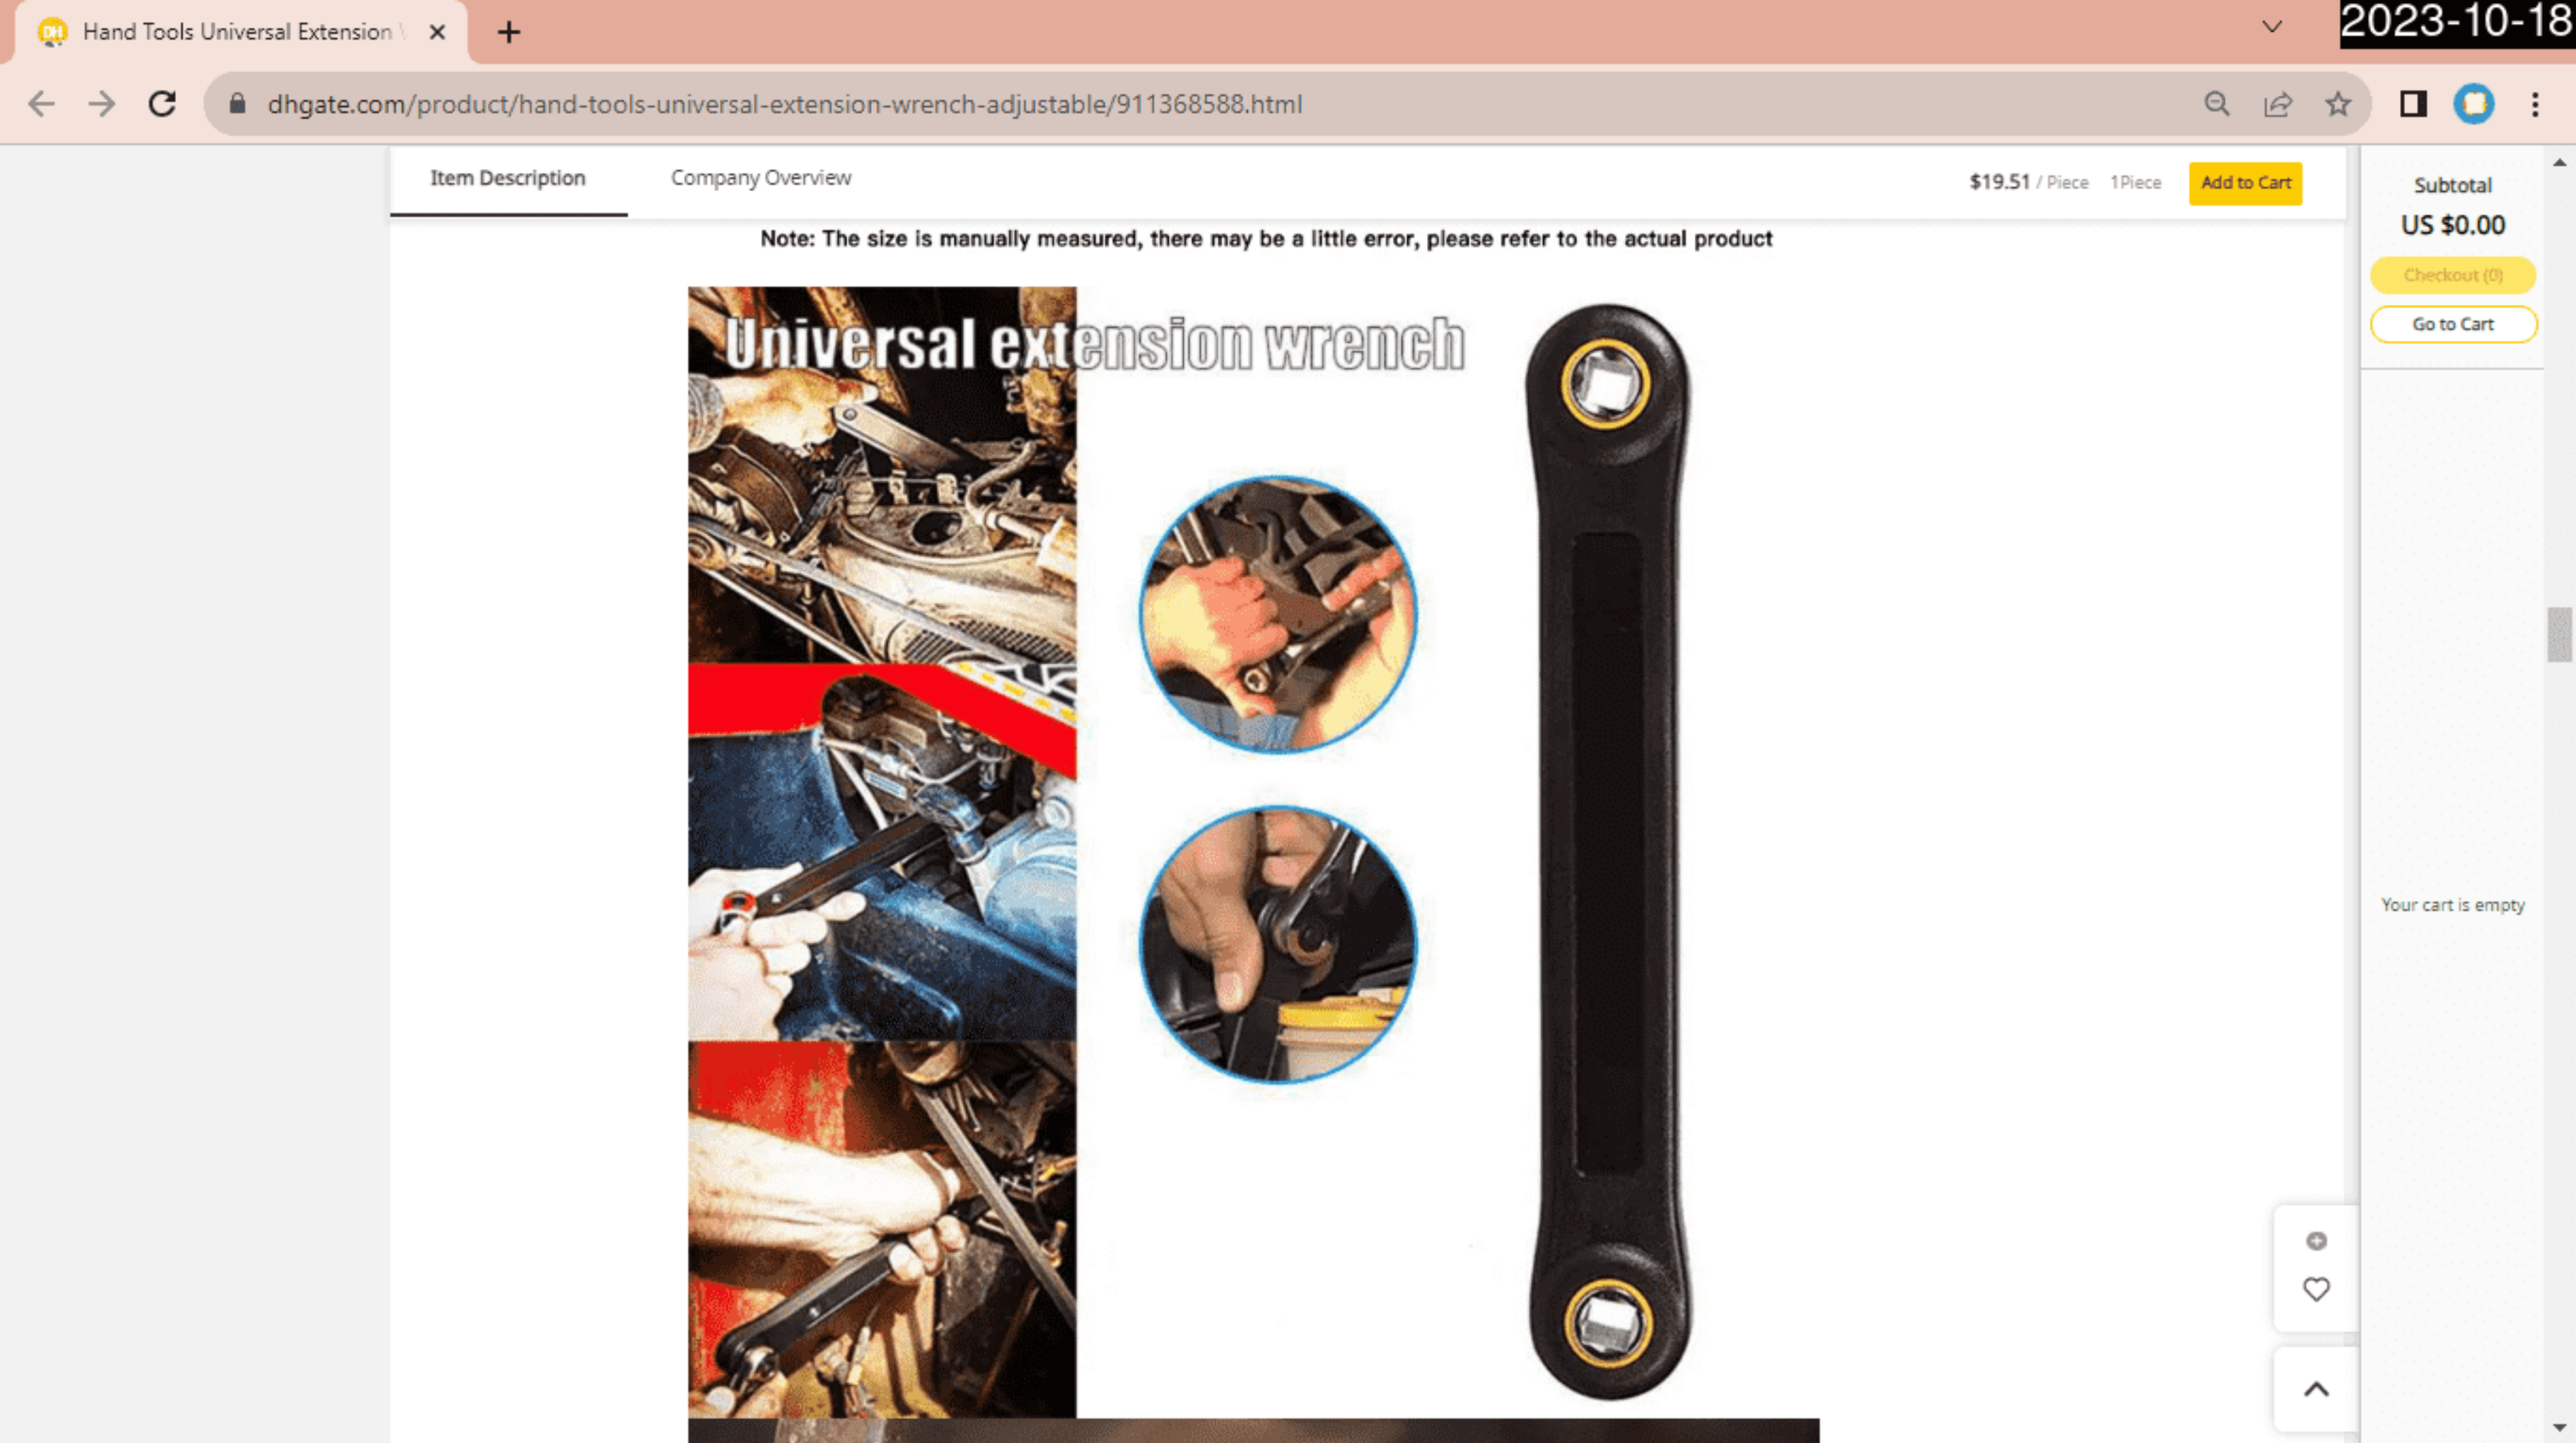 Hand Tools Universal Extension
2023-10-18
dhgate.com/product/hand-tools-universal-extension-wrench-adjustable/911368588.html
Item Description
Company Overview
$19.51 / Piece 1Piece
Add to Cart
Subtotal
US $0.00
Checkout (0)
Go to Cart
Note: The size is manually measured, there may be a little error, please refer to the actual product
Universal extension wrench
Your cart is empty